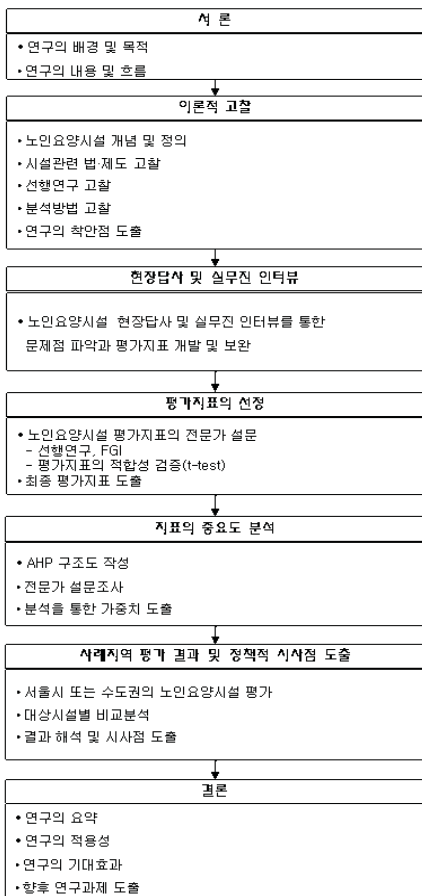 서 론
• 연구의 배경 및 목적
• 연구의 내용 및 흐름
이론적 고찰
• 노인요양시설 개념 및 정의
• 시설관련 법·제도 고찰
• 선행연구 고찰
• 분석방법 고찰
• 연구의 착안점 도출
현장답사 및 실무진 인터뷰
• 노인요양시설 현장답사 및 실무진 인터뷰를 통한
문제점 파악과 평가지표 개발 및 보완
평가지표의 선정
• 노인요양시설 평가지표의 전문가 설문
- 선행연구, FGI
- 평가지표의 적합성 검증(t-test)
• 최종 평가지표 도출
지표의 중요도 분석
• AHP 구조도 작성
• 전문가 설문조사
• 분석을 통한 가중치 도출
사례지역 평가 결과 및 정책적 시사점 도출
• 서울시 또는 수도권의 노인요양시설 평가
• 대상시설별 비교분석
• 결과 해석 및 시사점 도출
결론
• 연구의 요약
• 연구의 적용성
• 연구의 기대효과
• 향후 연구과제 도출